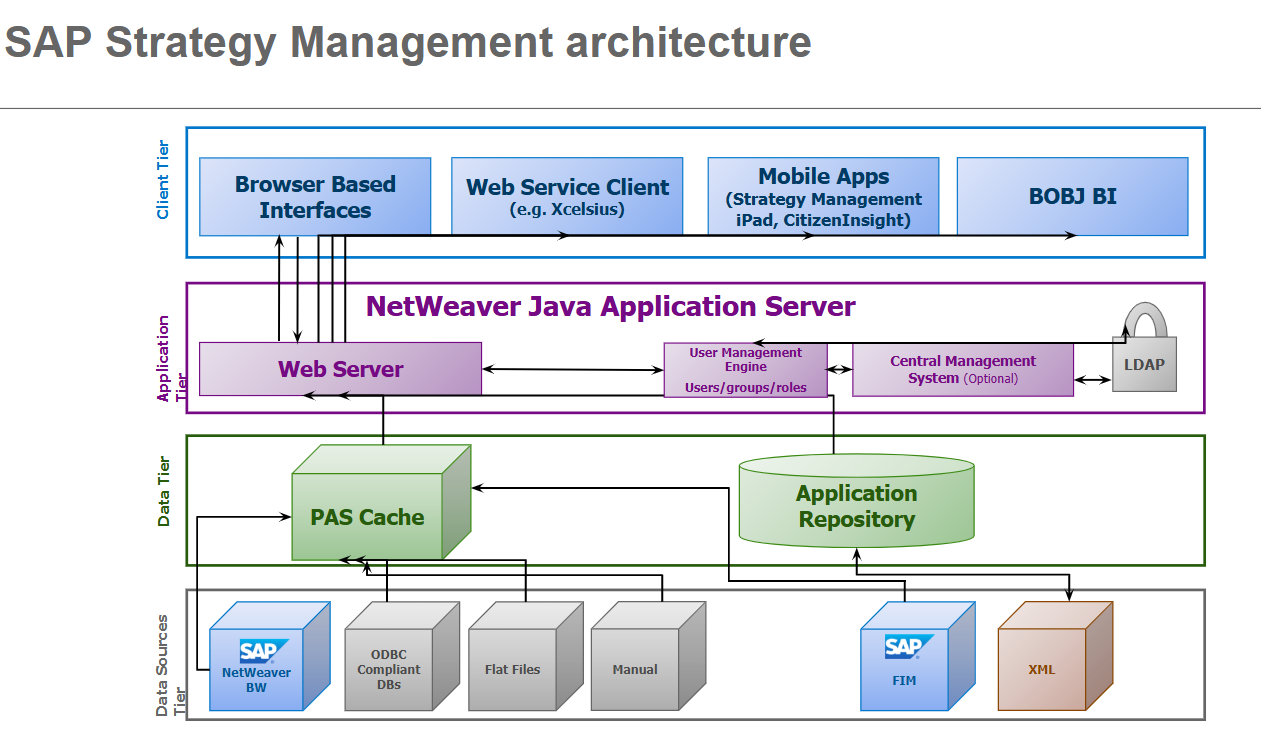 SAP Strategy Management architecture
Client Tier
Browser Based
Interfaces
Web Service Client
(e.g. Xcelsius)
Mobile Apps
(Strategy Management
iPad, CitizenInsight)
BOBJ BI
Application
Tier
NetWeaver Java Application Server
Web Server
User Management
Engine
Users/groups/roles
Central Management
System (Optional)
LDAP
Data Tier
PAS Cache
Application
Repository
Data Sources
Tier
SAP
NetWeaver
BW
ODBC
Compliant
DBs
Flat Files
Manual
SAP
FIM
XML